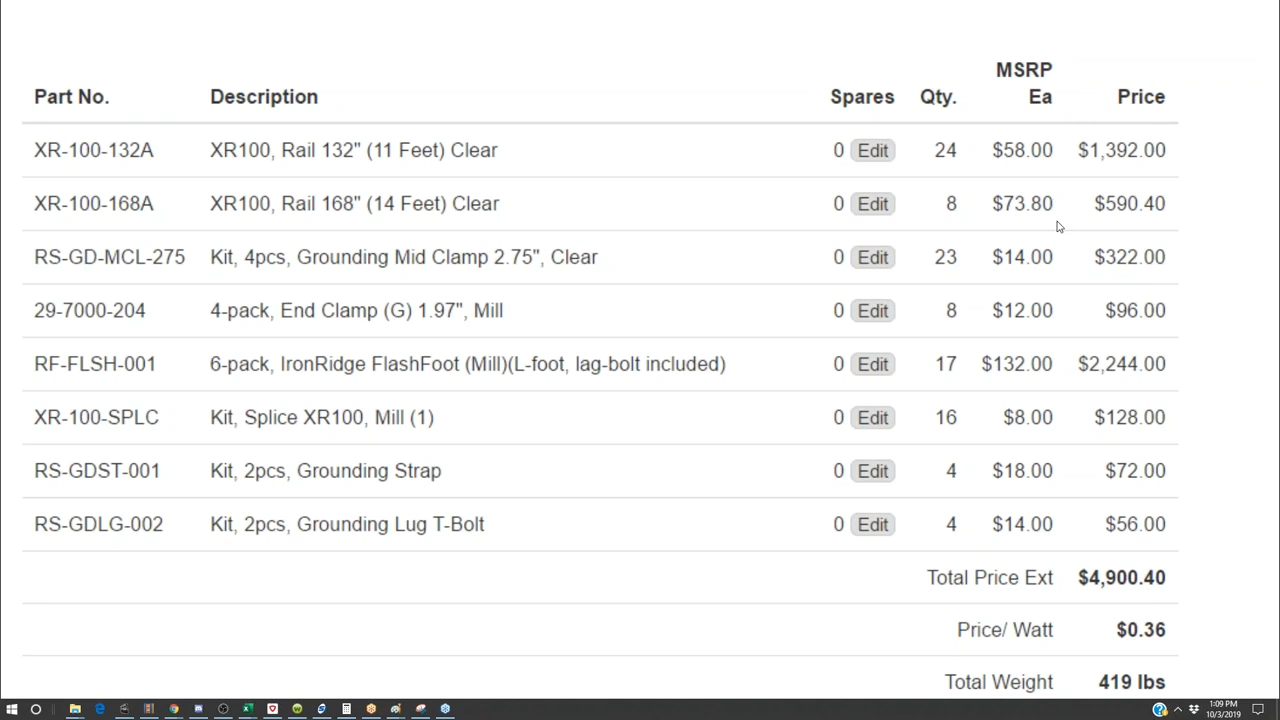 MSRP
Part No. Description Spares Qty. Ea Price
XR-100-132A XR100, Rail 132" (11 Feet) Clear 0 Edit 24 $58.00 $1,392.00
XR-100-168A XR100, Rail 168" (14 Feet) Clear 0 Edit 8 $73.80 $590.40
RS-GD-MCL-275 Kit, 4pcs, Grounding Mid Clamp 2.75", Clear 0 Edit 23 $14.00 $322.00
29-7000-204 4-pack, End Clamp (G) 1.97", Mill 0 Edit 8 $12.00 $96.00
RF-FLSH-001 6-pack, IronRidge FlashFoot (Mill)(L-foot, lag-bolt included) 0 Edit 17 $132.00 $2,244.00
XR-100-SPLC Kit, Splice XR100, Mill (1) 0 Edit 16 $8.00 $128.00
RS-GDST-001 Kit, 2pcs, Grounding Strap 0 Edit 4 $18.00 $72.00
RS-GDLG-002 Kit, 2pcs, Grounding Lug T-Bolt 0 Edit 4 $14.00 $56.00
Total Price Ext $4,900.40
Price/ Watt $0.36
Total Weight 419 lbs
1:09 PM
10/3/2019